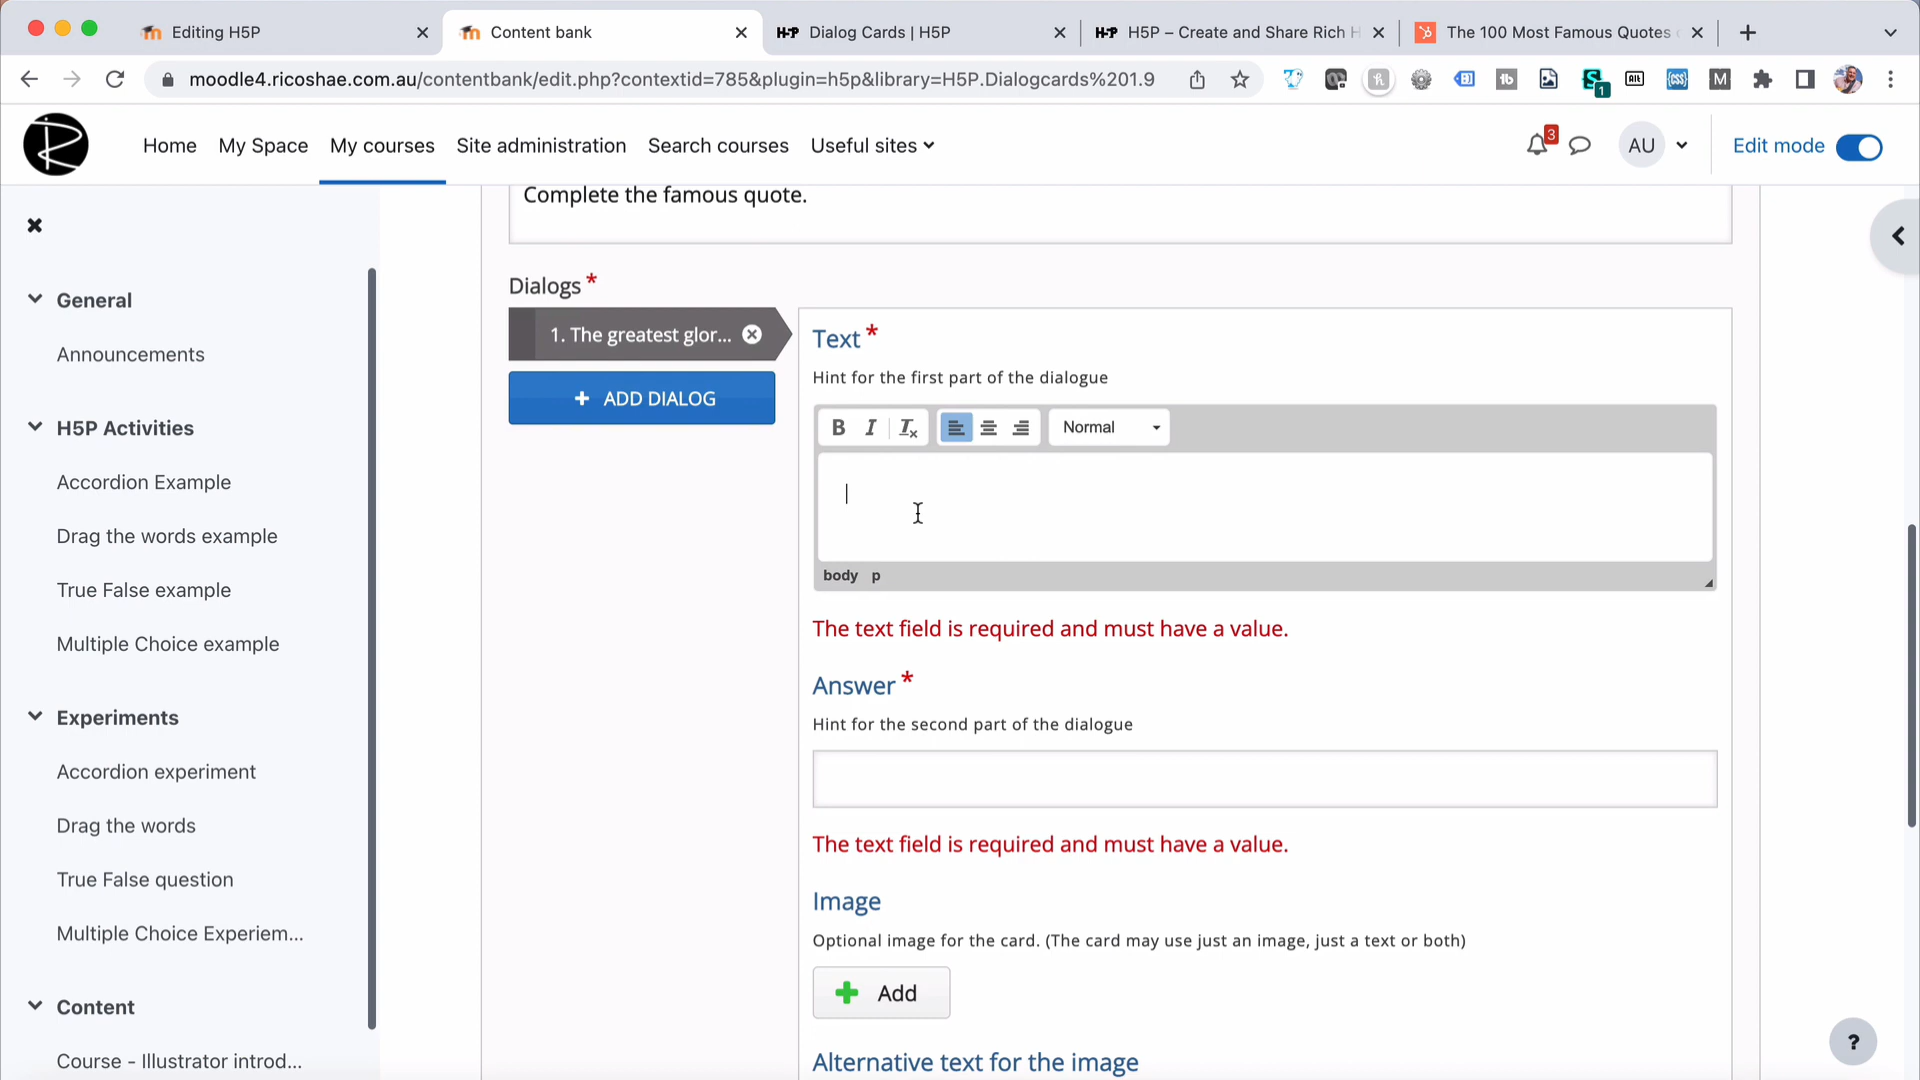 Editing H5P
Content bank
H-P Dialog Cards | H5P
H-P H5P – Create and Share Rich H
The 100 Most Famous Quotes
moodle4.ricoshae.com.au/contentbank/edit.php?contextid=785&plugin=h5p&library=H5P.Dialogcards%201.9
Home My Space My courses Site administration Search courses Useful sites
3
AU
Edit mode
Complete the famous quote.
General
Announcements
H5P Activities
Accordion Example
Drag the words example
True False example
Multiple Choice example
Experiments
Accordion experiment
Drag the words
True False question
Multiple Choice Experiem...
Content
Course - Illustrator introd...
Dialogs *
1. The greatest glor...
+ ADD DIALOG
Text *
Hint for the first part of the dialogue
B I Tx Normal
body p
The text field is required and must have a value.
Answer *
Hint for the second part of the dialogue
The text field is required and must have a value.
Image
Optional image for the card. (The card may use just an image, just a text or both)
Add
Alternative text for the image
?